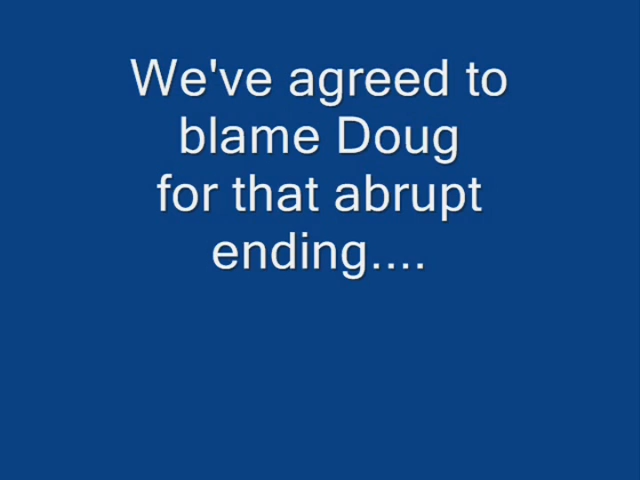 We've agreed to
blame Doug
for that abrupt
ending....